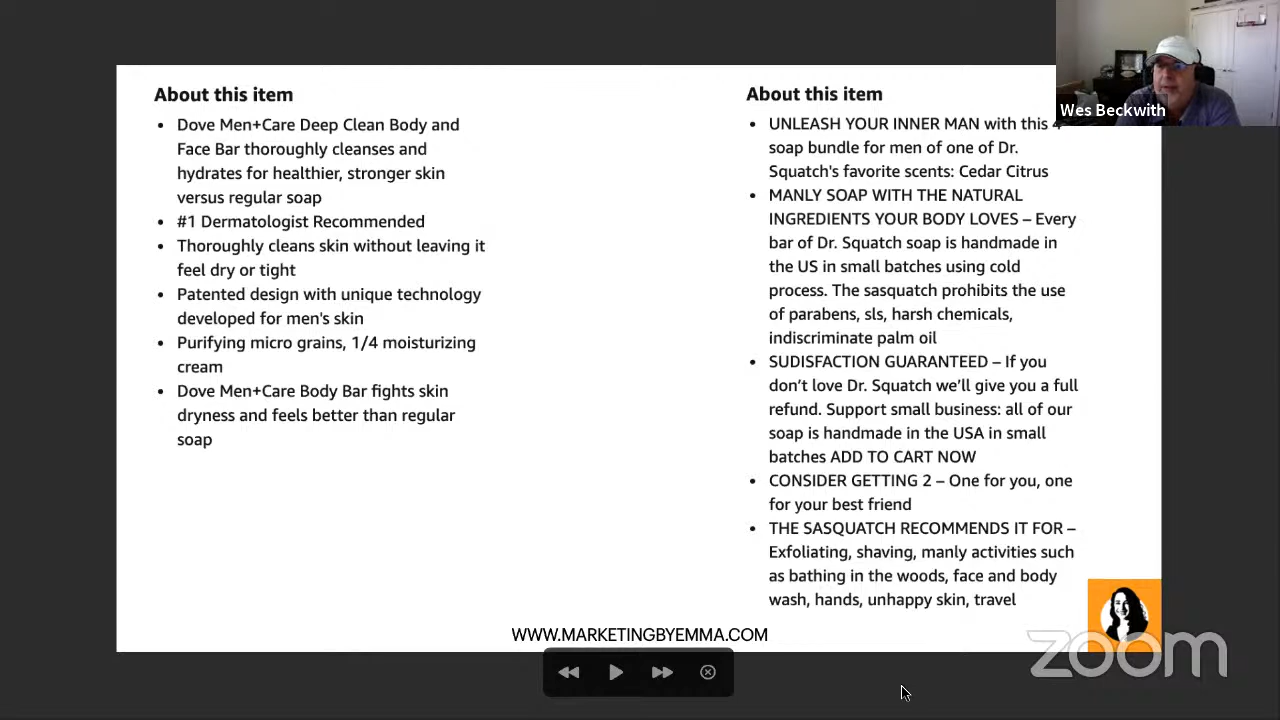 About this item
• Dove Men+Care Deep Clean Body and
Face Bar thoroughly cleanses and
hydrates for healthier, stronger skin
versus regular soap
• #1 Dermatologist Recommended
• Thoroughly cleans skin without leaving it
feel dry or tight
• Patented design with unique technology
developed for men's skin
• Purifying micro grains, 1/4 moisturizing
cream
• Dove Men+Care Body Bar fights skin
dryness and feels better than regular
soap
About this item
• UNLEASH YOUR INNER MAN with this 4
soap bundle for men of one of Dr.
Squatch's favorite scents: Cedar Citrus
• MANLY SOAP WITH THE NATURAL
INGREDIENTS YOUR BODY LOVES – Every
bar of Dr. Squatch soap is handmade in
the US in small batches using cold
process. The sasquatch prohibits the use
of parabens, sls, harsh chemicals,
indiscriminate palm oil
• SUDISFACTION GUARANTEED – If you
don’t love Dr. Squatch we’ll give you a full
refund. Support small business: all of our
soap is handmade in the USA in small
batches ADD TO CART NOW
• CONSIDER GETTING 2 – One for you, one
for your best friend
• THE SASQUATCH RECOMMENDS IT FOR –
Exfoliating, shaving, manly activities such
as bathing in the woods, face and body
wash, hands, unhappy skin, travel
WWW.MARKETINGBYEMMA.COM
Wes Beckwith
zoom